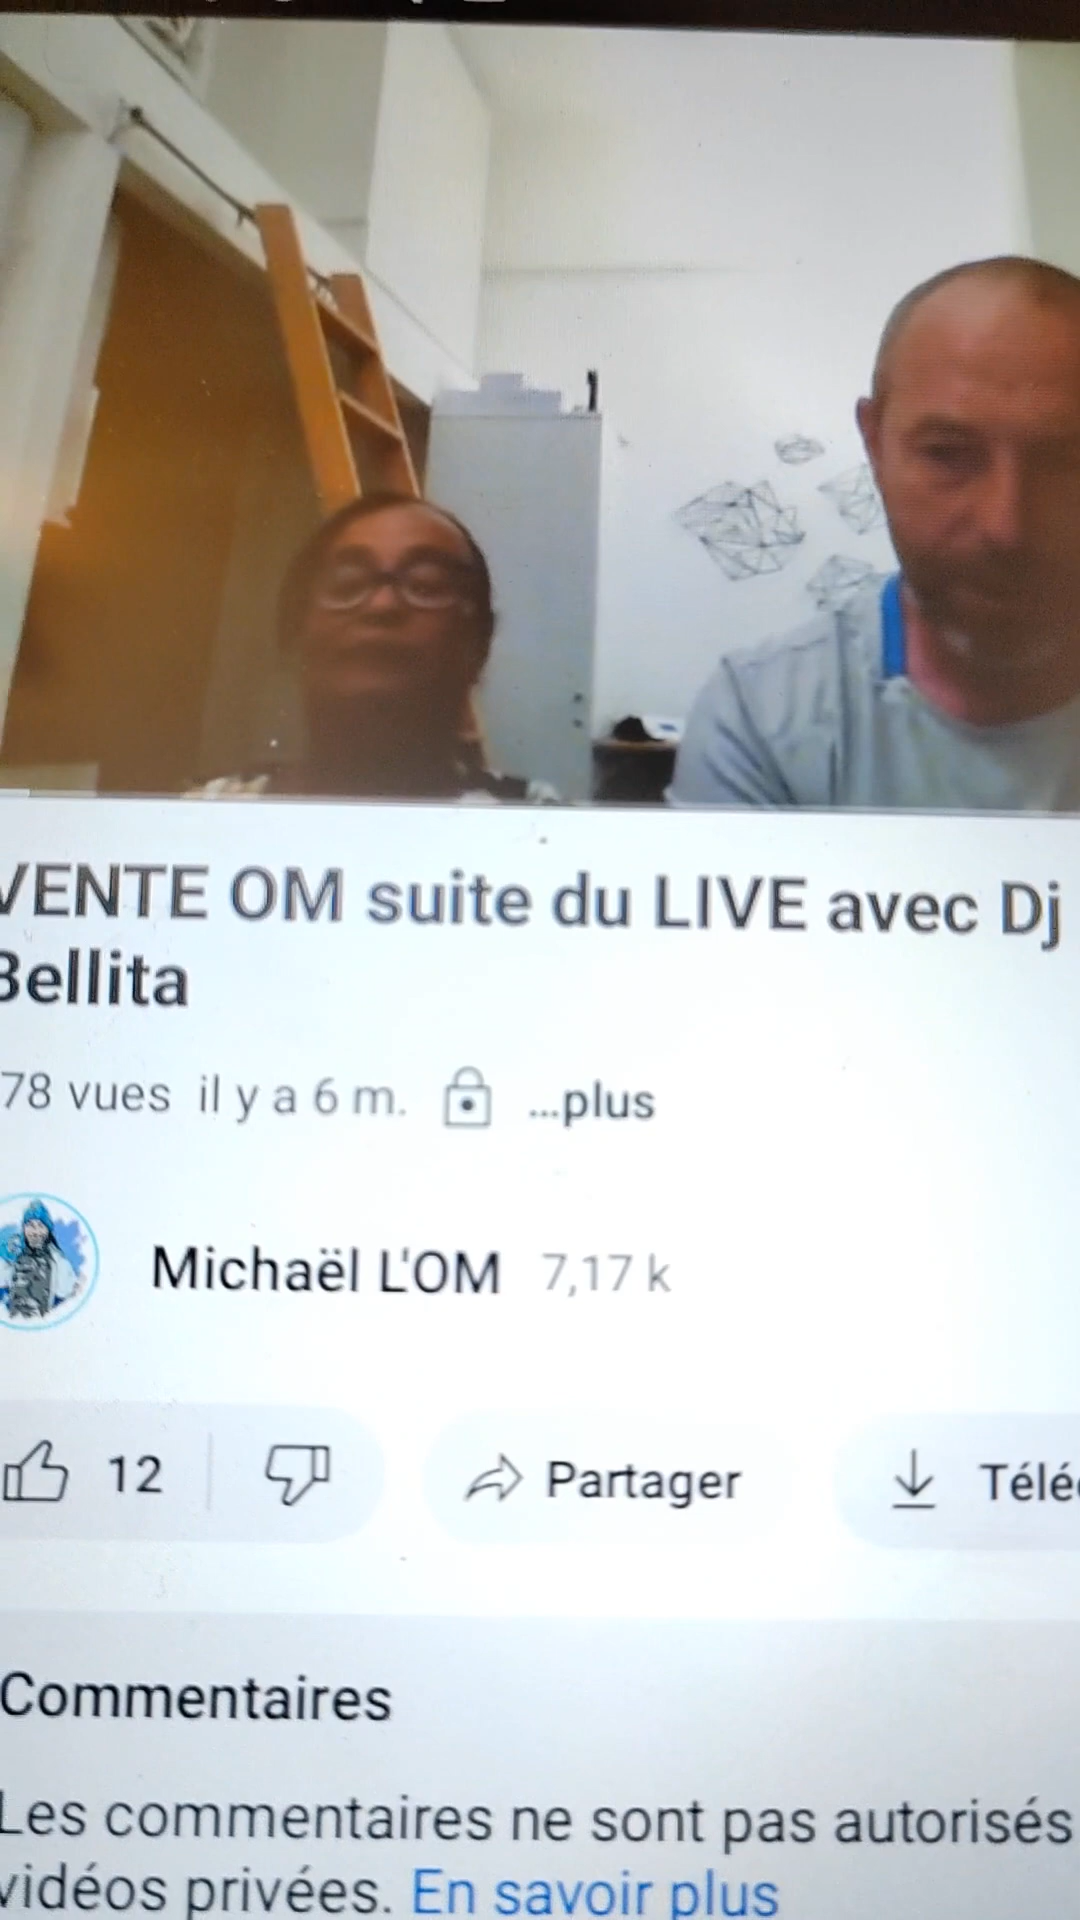 VENTE OM suite du LIVE avec Dj
Bellita
78 vues il y a 6 m. ...plus
Michaël L'OM 7,17 k
12 Partager Télé
Commentaires
Les commentaires ne sont pas autorisés
vidéos privées. En savoir plus